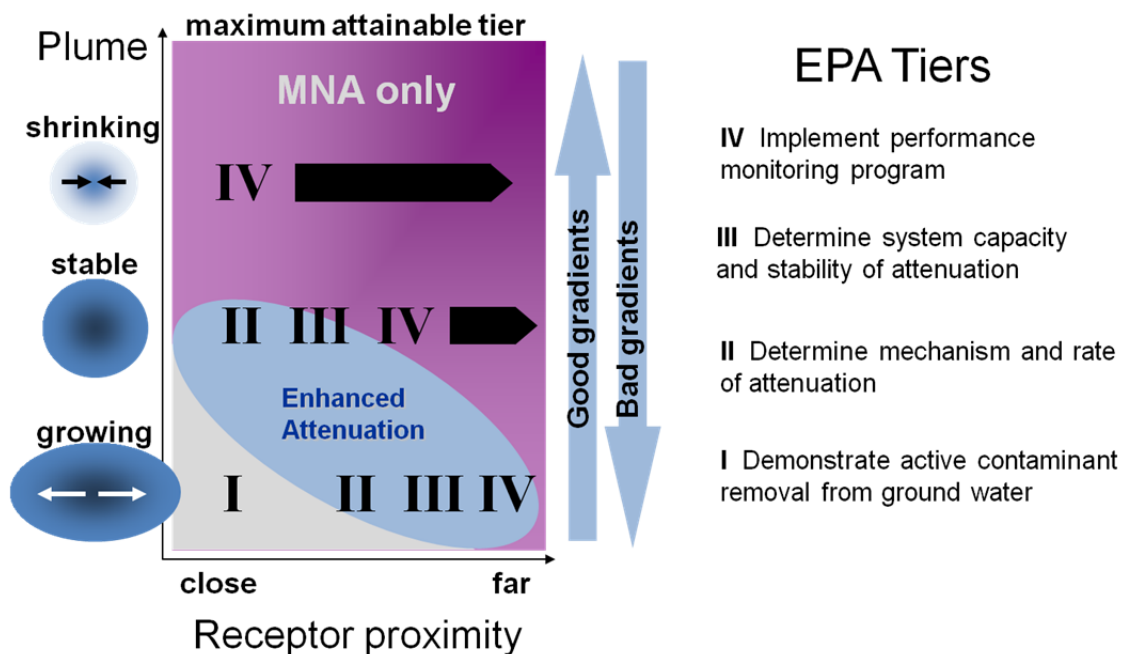 Plume
maximum attainable tier
MNA only
shrinking
IV
stable
II III IV
Enhanced
Attenuation
growing
I II III IV
close far
Receptor proximity
Good gradients
Bad gradients
EPA Tiers
IV Implement performance
monitoring program
III Determine system capacity
and stability of attenuation
II Determine mechanism and rate
of attenuation
I Demonstrate active contaminant
removal from ground water